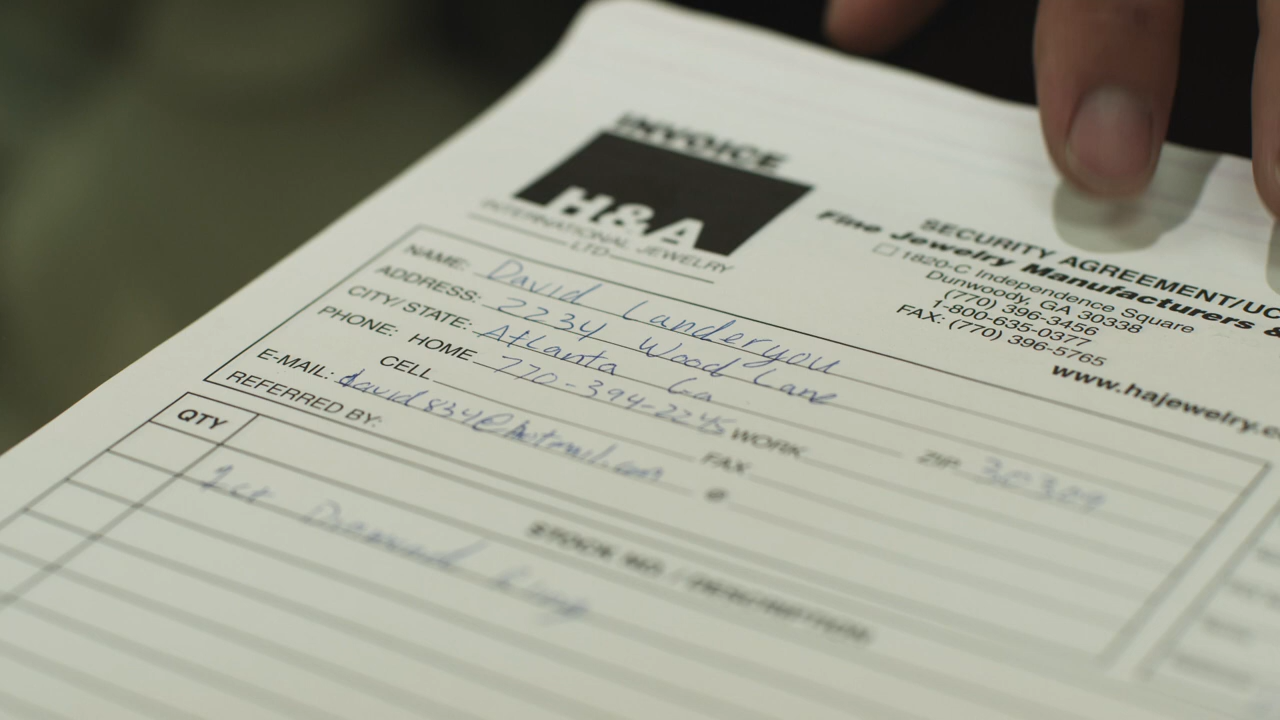 INVOICE
H&A
INTERNATIONAL JEWELRY
LTD
SECURITY AGREEMENT/UC
Fine Jewelry Manufacturers &
1820-C Independence Square
Dunwoody, GA 30338
(770) 396-3456
1-800-635-0377
FAX: (770) 396-5765
www.hajewelry.c
NAME: David Landeryou
ADDRESS: 2234 Wood Lane
CITY/STATE: Atlanta Ga ZIP 30309
PHONE: HOME 770-394-2245 WORK
CELL FAX
E-MAIL: david834@hotmail.com @
REFERRED BY:
QTY STOCK NO. / DESCRIPTION
Diamond